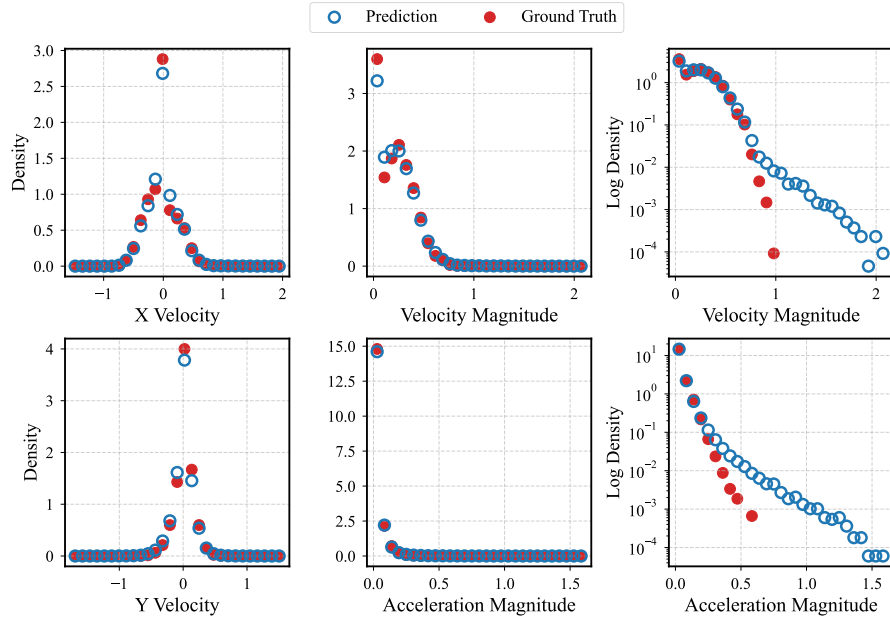 Prediction Ground Truth
3.0
2.5
2.0
1.5
1.0
0.5
0.0
Density
−1 0 1 2
X Velocity
3
2
1
0
0 1 2
Velocity Magnitude
10^0
10^−1
10^−2
10^−3
10^−4
Log Density
0 1 2
Velocity Magnitude
4
3
2
1
0
Density
−1 0 1
Y Velocity
15.0
12.5
10.0
7.5
5.0
2.5
0.0
0.0 0.5 1.0 1.5
Acceleration Magnitude
10^1
10^0
10^−1
10^−2
10^−3
10^−4
Log Density
0.0 0.5 1.0 1.5
Acceleration Magnitude